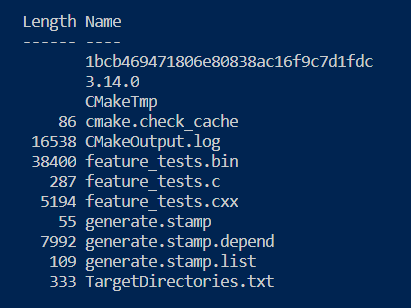 Length Name
------ ----
1bcb469471806e80838ac16f9c7d1fdc
3.14.0
CMakeTmp
86 cmake.check_cache
16538 CMakeOutput.log
38400 feature_tests.bin
287 feature_tests.c
5194 feature_tests.cxx
55 generate.stamp
7992 generate.stamp.depend
109 generate.stamp.list
333 TargetDirectories.txt